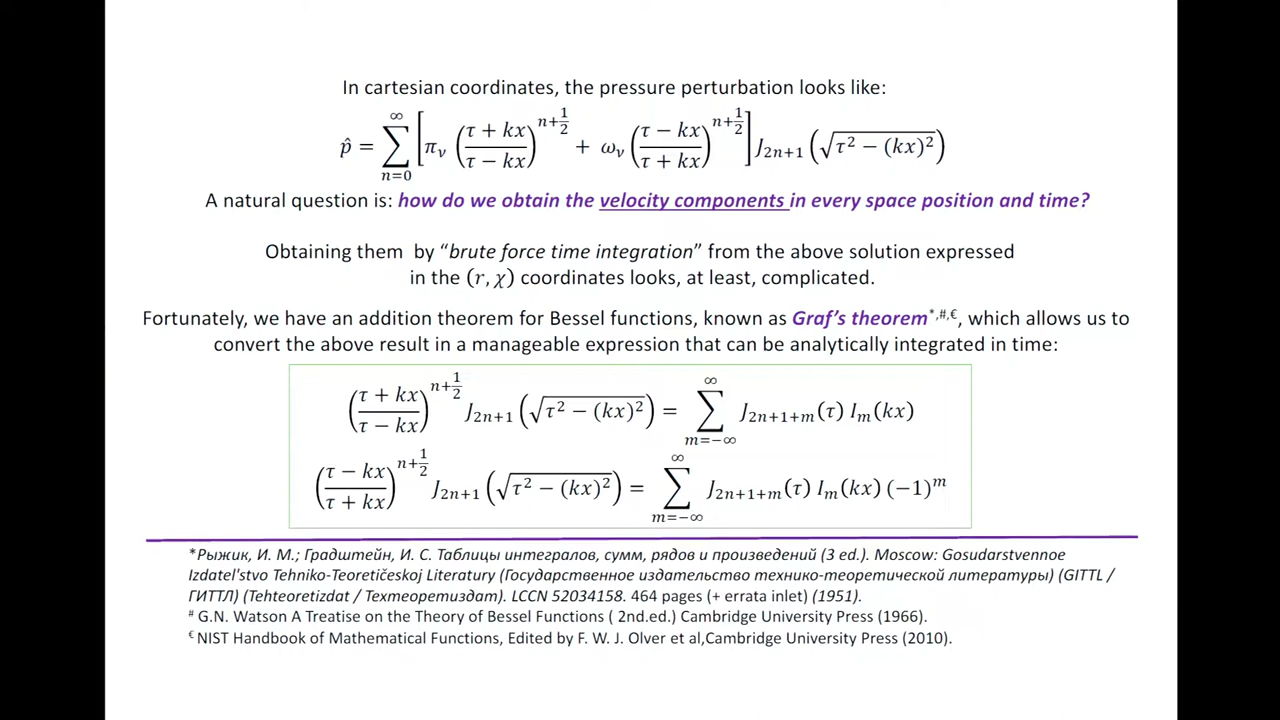 In cartesian coordinates, the pressure perturbation looks like:
p̂ = ∑_{n=0}^{∞} [π_ν ((τ + kx)/(τ − kx))^{n+1/2} + ω_ν ((τ − kx)/(τ + kx))^{n+1/2}] J_{2n+1} (√(τ² − (kx)²))
A natural question is: how do we obtain the velocity components in every space position and time?
Obtaining them by “brute force time integration” from the above solution expressed
in the (r, χ) coordinates looks, at least, complicated.
Fortunately, we have an addition theorem for Bessel functions, known as Graf’s theorem*,#,€, which allows us to
convert the above result in a manageable expression that can be analytically integrated in time:
((τ + kx)/(τ − kx))^{n+1/2} J_{2n+1} (√(τ² − (kx)²)) = ∑_{m=−∞}^{∞} J_{2n+1+m}(τ) I_m(kx)
((τ − kx)/(τ + kx))^{n+1/2} J_{2n+1} (√(τ² − (kx)²)) = ∑_{m=−∞}^{∞} J_{2n+1+m}(τ) I_m(kx) (−1)^m
*Рыжик, И. М.; Градштейн, И. С. Таблицы интегралов, сумм, рядов и произведений (3 ed.). Moscow: Gosudarstvennoe
Izdatel'stvo Tehniko-Teoretičeskoj Literatury (Государственное издательство технико-теоретической литературы) (GITTL /
ГИТТЛ) (Tehteoretizdat / Техтеоретиздат). LCCN 52034158. 464 pages (+ errata inlet) (1951).
# G.N. Watson A Treatise on the Theory of Bessel Functions ( 2nd.ed.) Cambridge University Press (1966).
€ NIST Handbook of Mathematical Functions, Edited by F. W. J. Olver et al,Cambridge University Press (2010).